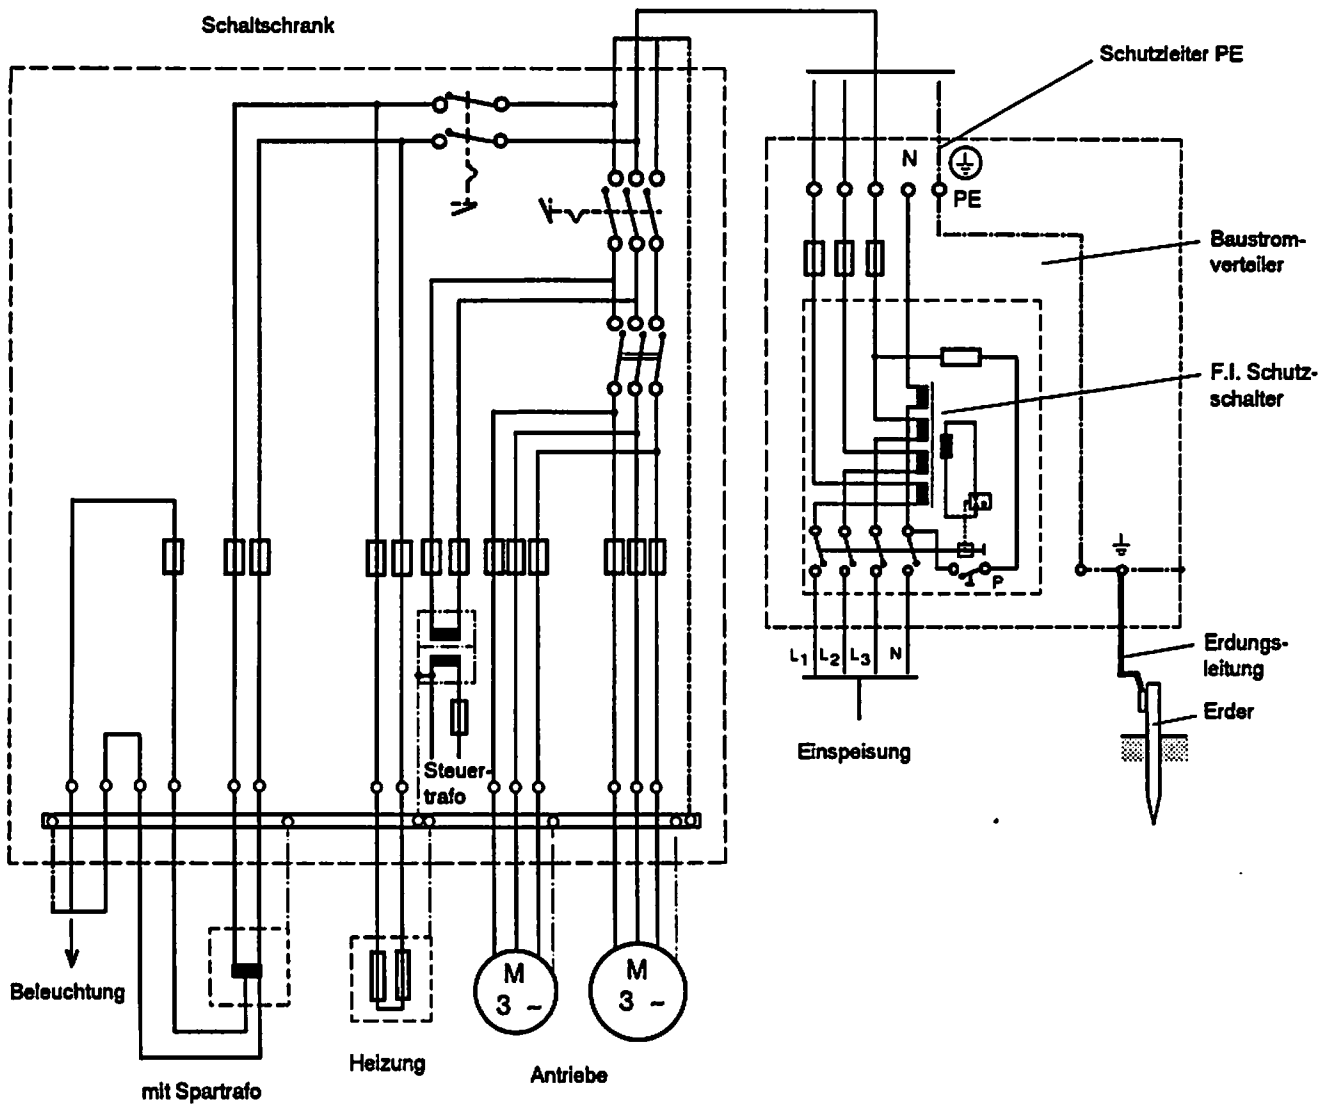 Schaltschrank
Schutzleiter PE
N
PE
Baustrom-
verteiler
F.I. Schutz-
schalter
P
L1 L2 L3 N
Erdungs-
leitung
Erder
Einspeisung
Steuer-
trafo
M
3 ~
M
3 ~
Beleuchtung
Heizung
Antriebe
mit Spartrafo